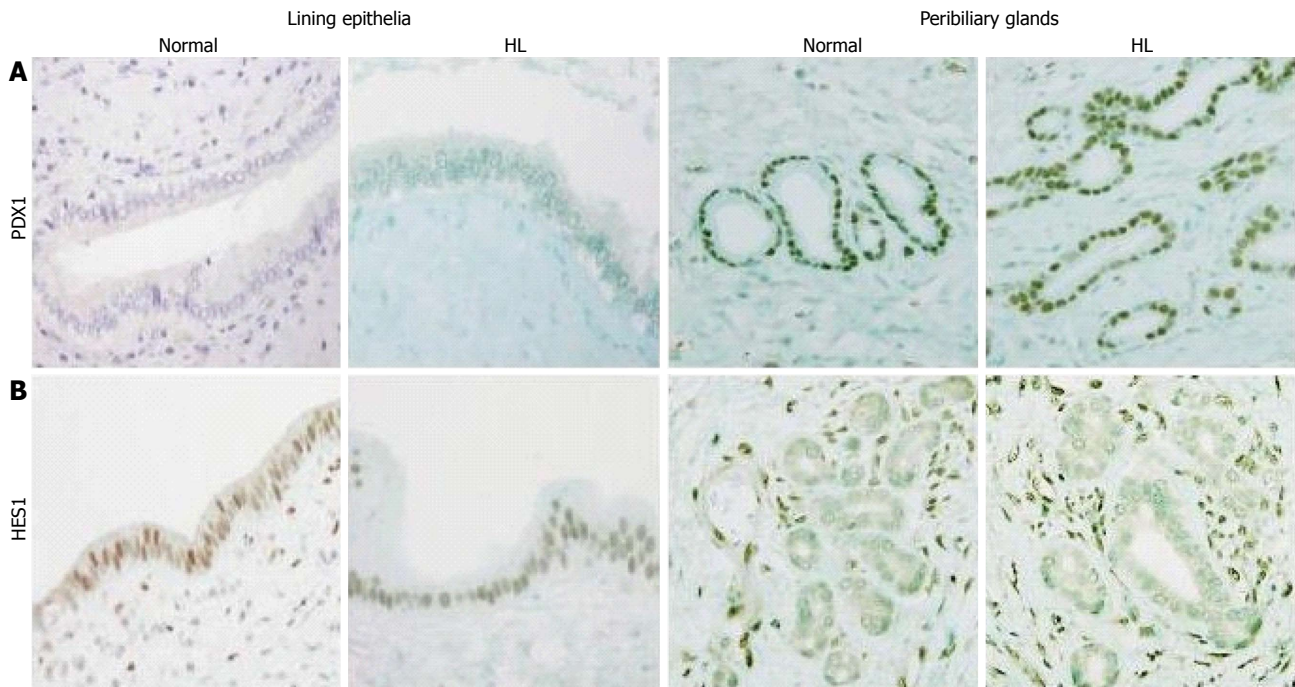 Lining epithelia Peribiliary glands
Normal HL Normal HL
A
PDX1
B
HES1